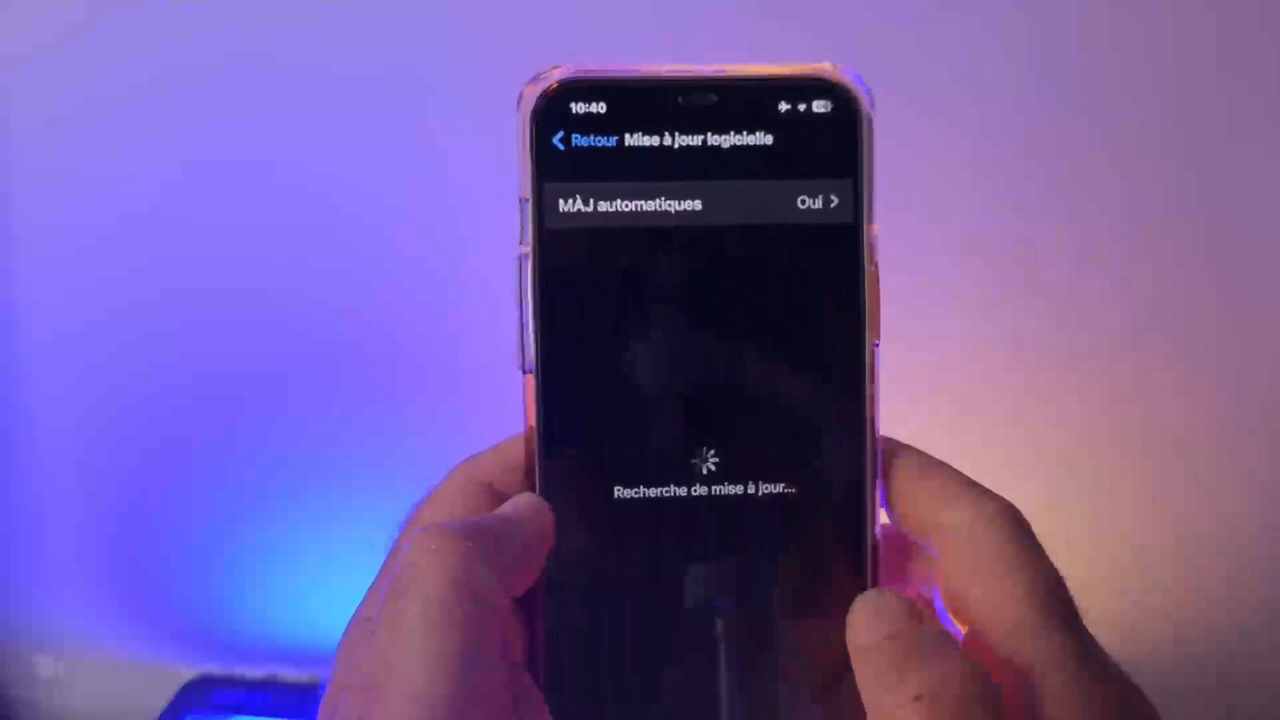 10:40
Retour Mise à jour logicielle
MÀJ automatiques Oui
Recherche de mise à jour...